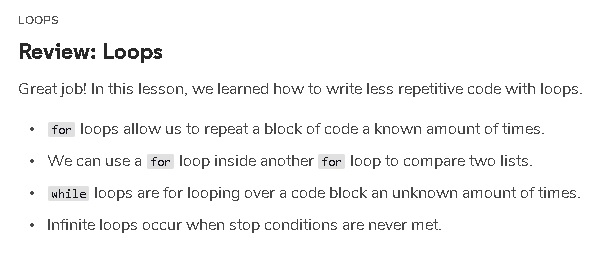 LOOPS
Review: Loops
Great job! In this lesson, we learned how to write less repetitive code with loops.
• for loops allow us to repeat a block of code a known amount of times.
• We can use a for loop inside another for loop to compare two lists.
• while loops are for looping over a code block an unknown amount of times.
• Infinite loops occur when stop conditions are never met.